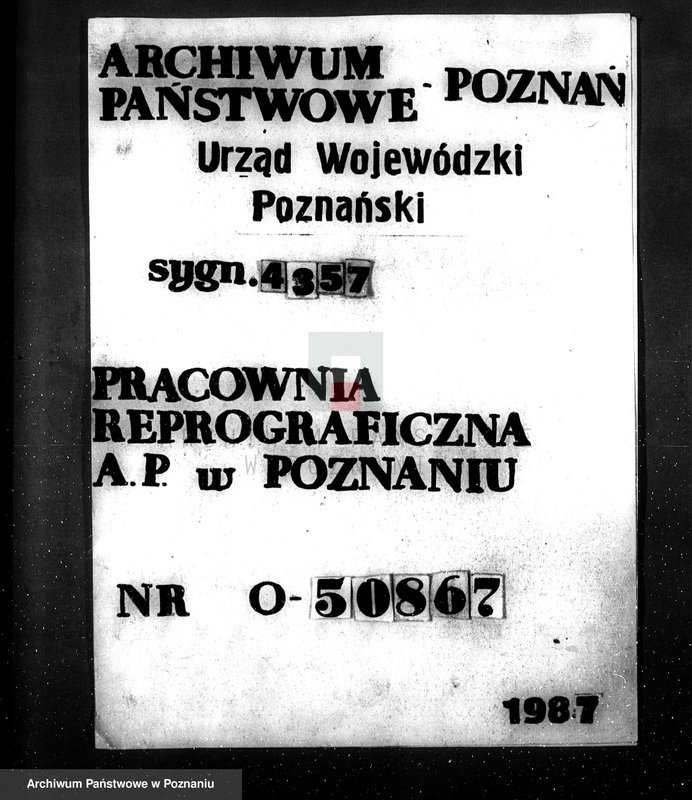 ARCHIWUM
PAŃSTWOWE - POZNAŃ
Urząd Wojewódzki
Poznański
sygn. 4357
PRACOWNIA
REPROGRAFICZNA
A.P. w POZNANIU
NR O-50867
1987
Archiwum Państwowe w Poznaniu